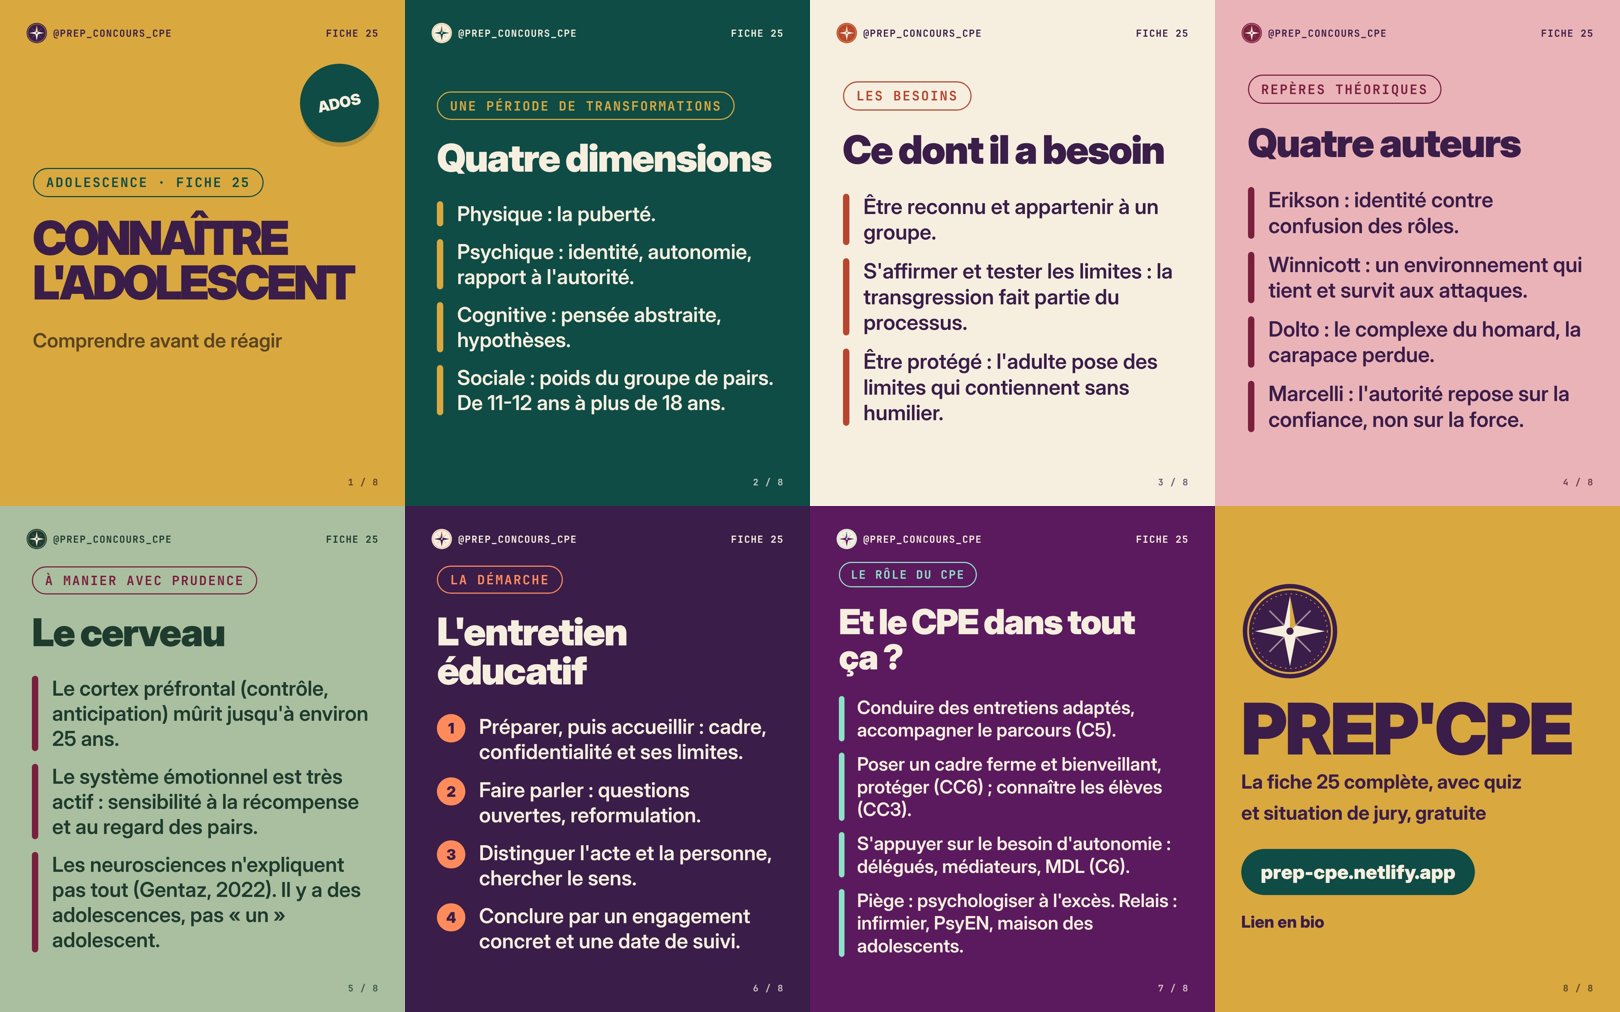 @PREP_CONCOURS_CPE
FICHE 25
ADOS
ADOLESCENCE · FICHE 25
CONNAÎTRE
L'ADOLESCENT
Comprendre avant de réagir
1 / 8
@PREP_CONCOURS_CPE
FICHE 25
UNE PÉRIODE DE TRANSFORMATIONS
Quatre dimensions
Physique : la puberté.
Psychique : identité, autonomie,
rapport à l'autorité.
Cognitive : pensée abstraite,
hypothèses.
Sociale : poids du groupe de pairs.
De 11-12 ans à plus de 18 ans.
2 / 8
@PREP_CONCOURS_CPE
FICHE 25
LES BESOINS
Ce dont il a besoin
Être reconnu et appartenir à un
groupe.
S'affirmer et tester les limites : la
transgression fait partie du
processus.
Être protégé : l'adulte pose des
limites qui contiennent sans
humilier.
3 / 8
@PREP_CONCOURS_CPE
FICHE 25
REPÈRES THÉORIQUES
Quatre auteurs
Erikson : identité contre
confusion des rôles.
Winnicott : un environnement qui
tient et survit aux attaques.
Dolto : le complexe du homard, la
carapace perdue.
Marcelli : l'autorité repose sur la
confiance, non sur la force.
4 / 8
@PREP_CONCOURS_CPE
FICHE 25
À MANIER AVEC PRUDENCE
Le cerveau
Le cortex préfrontal (contrôle,
anticipation) mûrit jusqu'à environ
25 ans.
Le système émotionnel est très
actif : sensibilité à la récompense
et au regard des pairs.
Les neurosciences n'expliquent
pas tout (Gentaz, 2022). Il y a des
adolescences, pas « un »
adolescent.
5 / 8
@PREP_CONCOURS_CPE
FICHE 25
LA DÉMARCHE
L'entretien
éducatif
1 Préparer, puis accueillir : cadre,
confidentialité et ses limites.
2 Faire parler : questions
ouvertes, reformulation.
3 Distinguer l'acte et la personne,
chercher le sens.
4 Conclure par un engagement
concret et une date de suivi.
6 / 8
@PREP_CONCOURS_CPE
FICHE 25
LE RÔLE DU CPE
Et le CPE dans tout
ça ?
Conduire des entretiens adaptés,
accompagner le parcours (C5).
Poser un cadre ferme et bienveillant,
protéger (CC6) ; connaître les élèves
(CC3).
S'appuyer sur le besoin d'autonomie :
délégués, médiateurs, MDL (C6).
Piège : psychologiser à l'excès. Relais :
infirmier, PsyEN, maison des
adolescents.
7 / 8
PREP'CPE
La fiche 25 complète, avec quiz
et situation de jury, gratuite
prep-cpe.netlify.app
Lien en bio
8 / 8